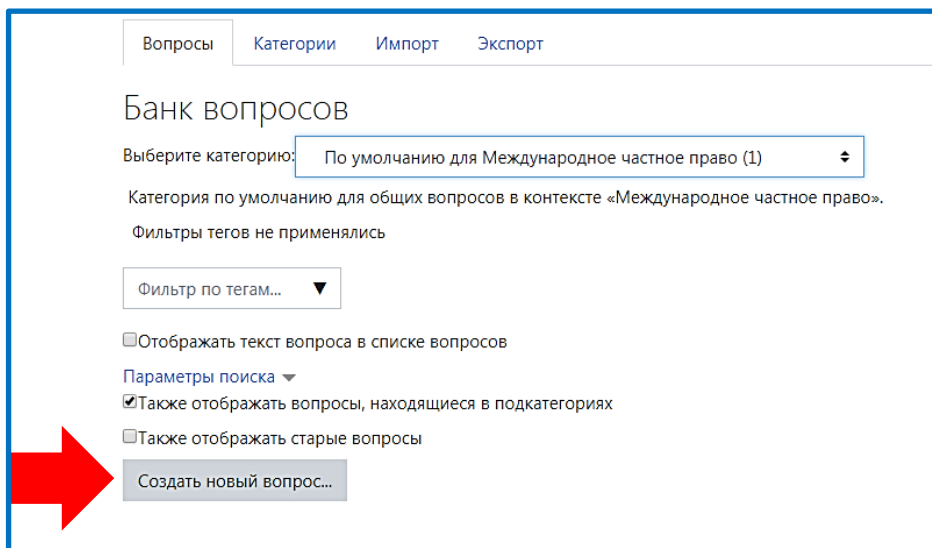 Вопросы Категории Импорт Экспорт
Банк вопросов
Выберите категорию: По умолчанию для Международное частное право (1)
Категория по умолчанию для общих вопросов в контексте «Международное частное право».
Фильтры тегов не применялись
Фильтр по тегам... ▼
Отображать текст вопроса в списке вопросов
Параметры поиска
Также отображать вопросы, находящиеся в подкатегориях
Также отображать старые вопросы
Создать новый вопрос...